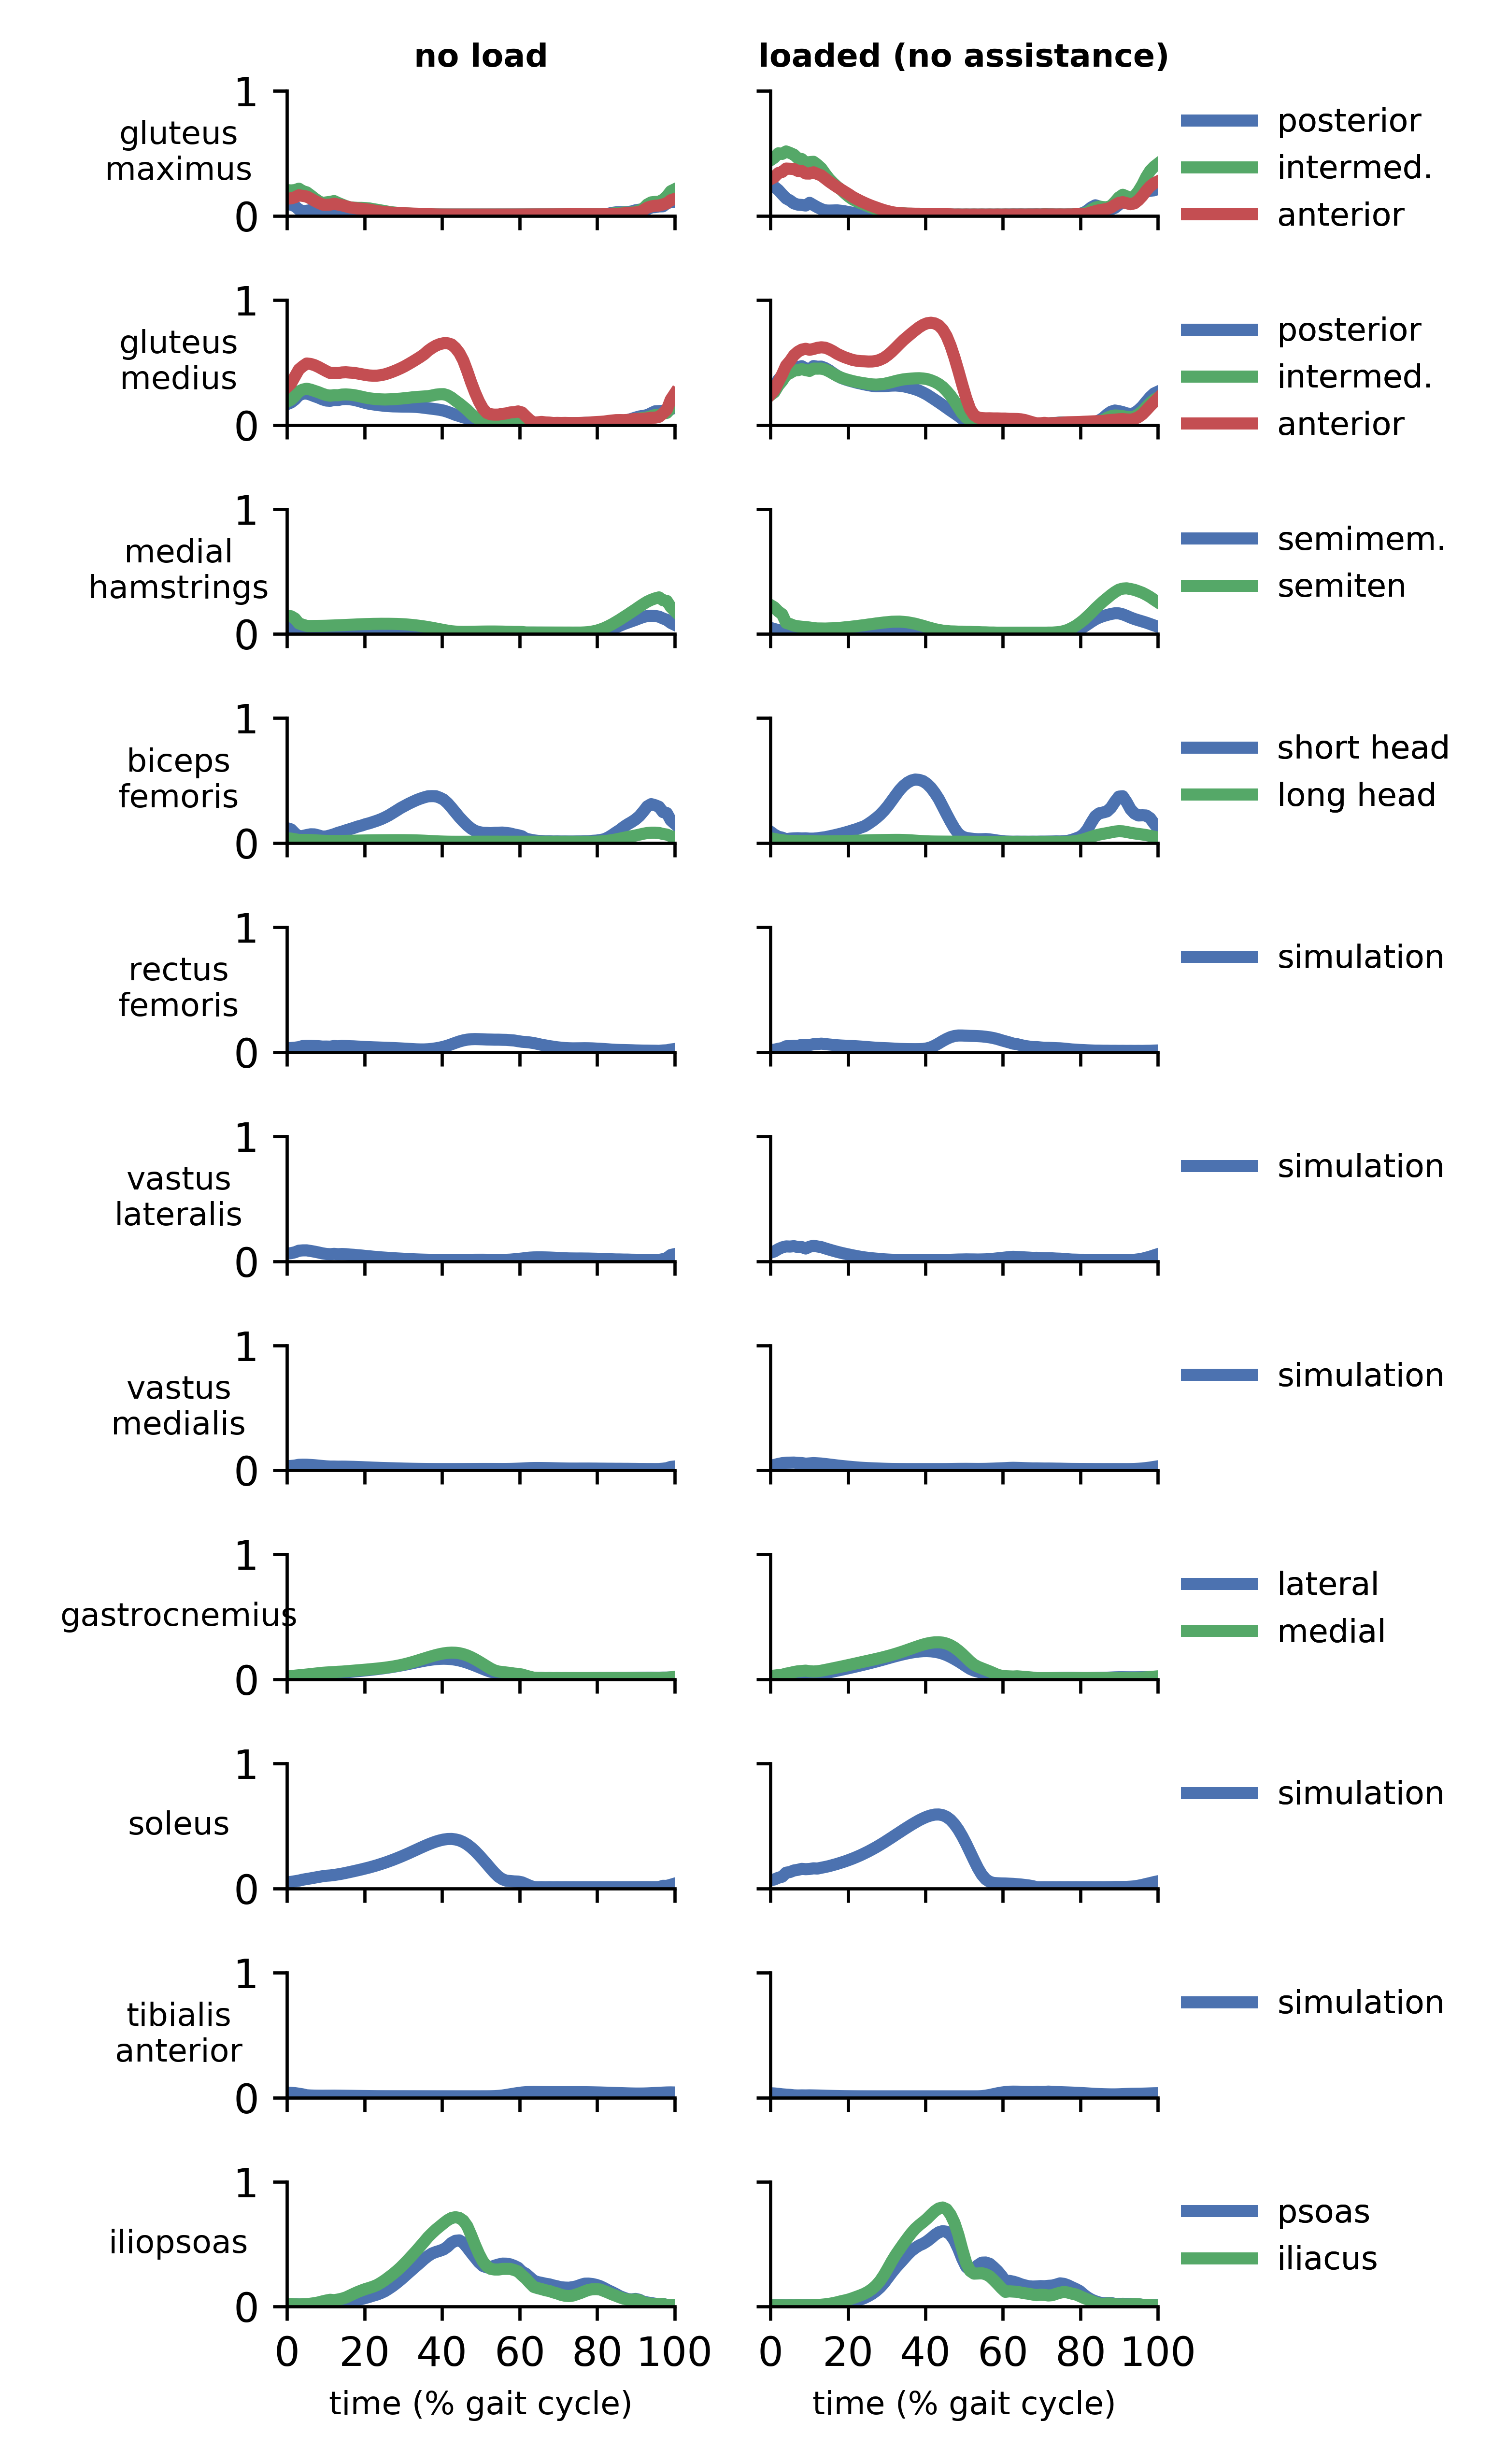 no load
loaded (no assistance)
1
gluteus
maximus
0
posterior
intermed.
anterior
1
gluteus
medius
0
posterior
intermed.
anterior
1
medial
hamstrings
0
semimem.
semiten
1
biceps
femoris
0
short head
long head
1
rectus
femoris
0
simulation
1
vastus
lateralis
0
simulation
1
vastus
medialis
0
simulation
1
gastrocnemius
0
lateral
medial
1
soleus
0
simulation
1
tibialis
anterior
0
simulation
1
iliopsoas
0
psoas
iliacus
0 20 40 60 80 100
0 20 40 60 80 100
time (% gait cycle)
time (% gait cycle)